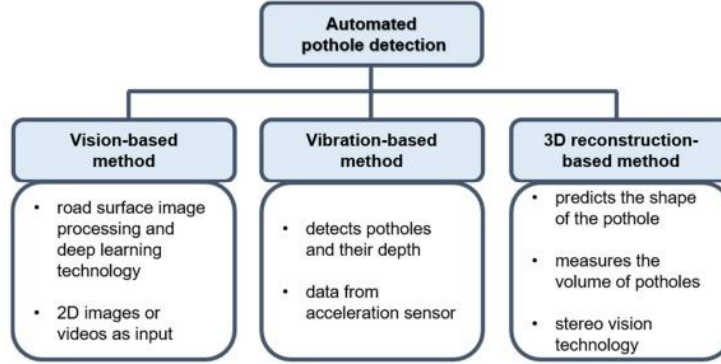 Automated
pothole detection
Vision-based
method
• road surface image
processing and
deep learning
technology
• 2D images or
videos as input
Vibration-based
method
• detects potholes
and their depth
• data from
acceleration sensor
3D reconstruction-
based method
• predicts the shape
of the pothole
• measures the
volume of potholes
• stereo vision
technology